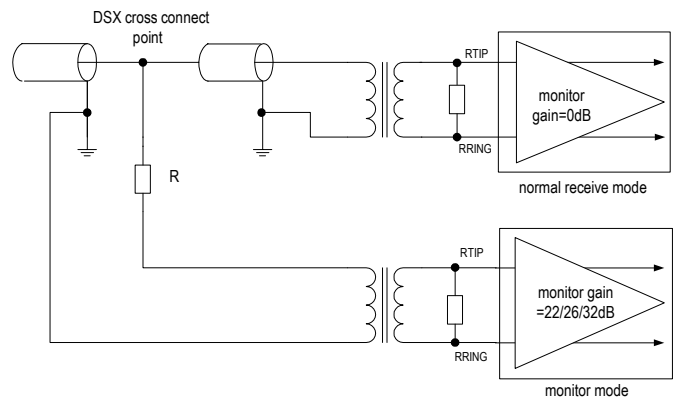 DSX cross connect
point
RTIP
monitor
gain=0dB
RRING
normal receive mode
R
RTIP
monitor gain
=22/26/32dB
RRING
monitor mode